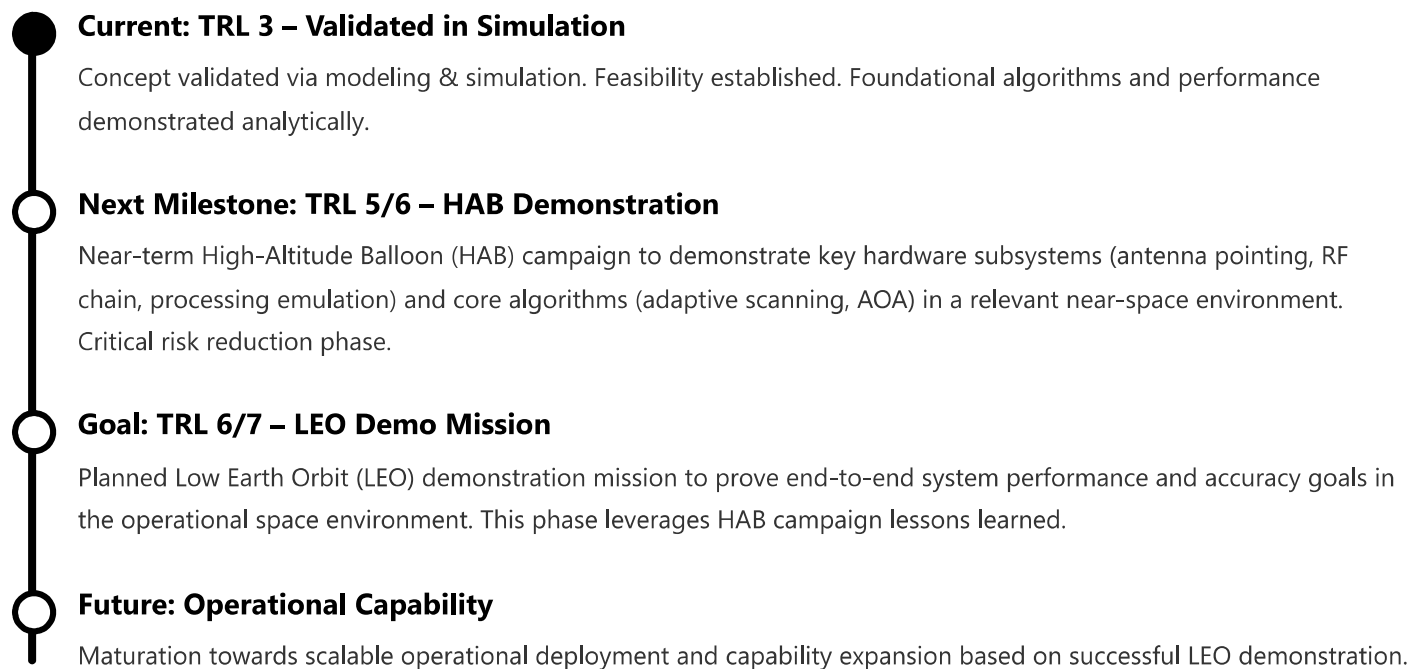 Current: TRL 3 – Validated in Simulation
Concept validated via modeling & simulation. Feasibility established. Foundational algorithms and performance
demonstrated analytically.
Next Milestone: TRL 5/6 – HAB Demonstration
Near-term High-Altitude Balloon (HAB) campaign to demonstrate key hardware subsystems (antenna pointing, RF
chain, processing emulation) and core algorithms (adaptive scanning, AOA) in a relevant near-space environment.
Critical risk reduction phase.
Goal: TRL 6/7 – LEO Demo Mission
Planned Low Earth Orbit (LEO) demonstration mission to prove end-to-end system performance and accuracy goals in
the operational space environment. This phase leverages HAB campaign lessons learned.
Future: Operational Capability
Maturation towards scalable operational deployment and capability expansion based on successful LEO demonstration.